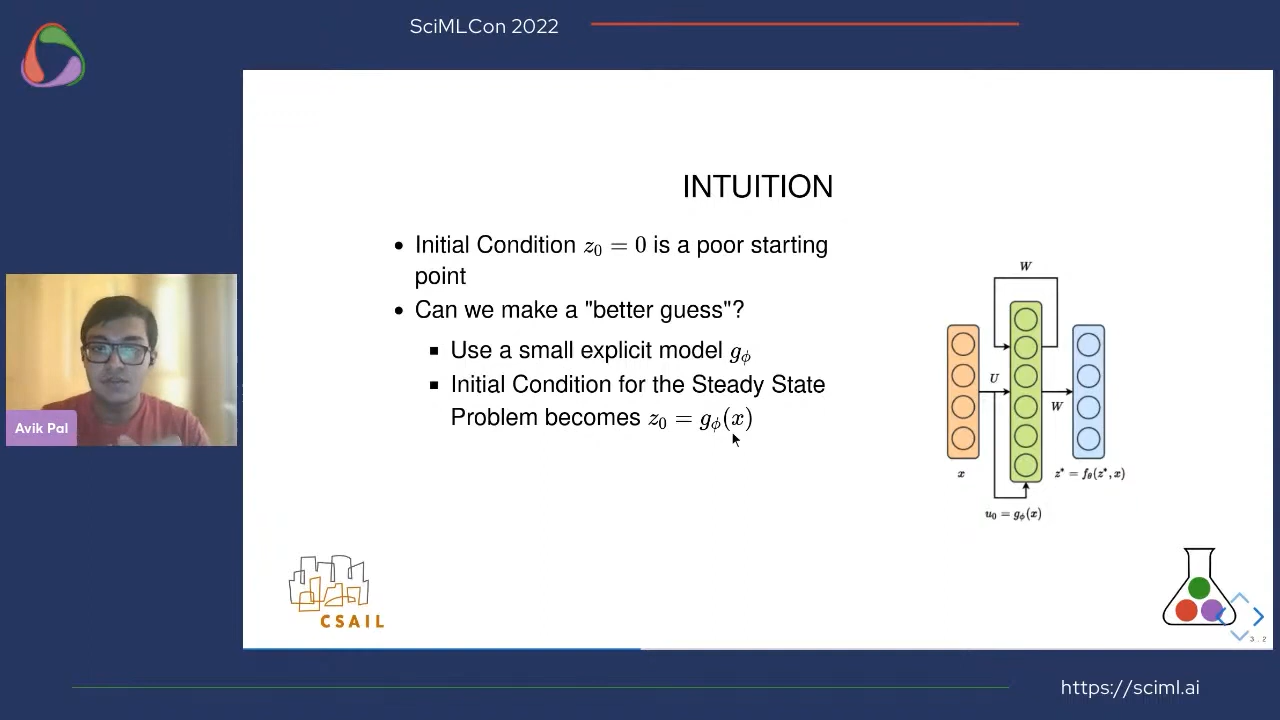 SciMLCon 2022
INTUITION
• Initial Condition z₀ = 0 is a poor starting
point
• Can we make a "better guess"?
▪ Use a small explicit model g_ϕ
▪ Initial Condition for the Steady State
Problem becomes z₀ = g_ϕ(x)
W
U
W
x
z* = f_θ(z*, x)
u₀ = g_ϕ(x)
Avik Pal
CSAIL
3.2
https://sciml.ai